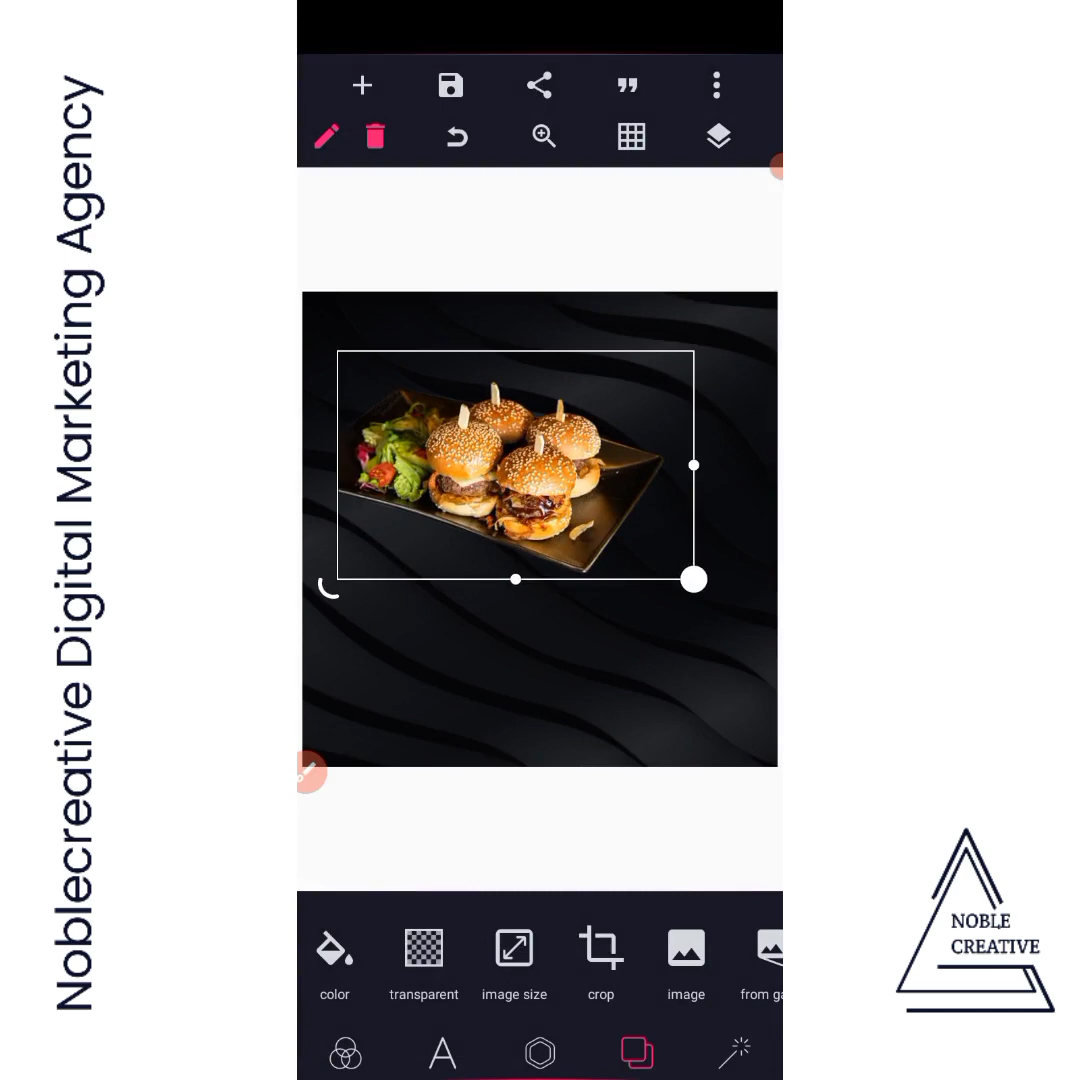 Noblecreative Digital Marketing Agency
color
transparent
image size
crop
image
from ga
NOBLE
CREATIVE